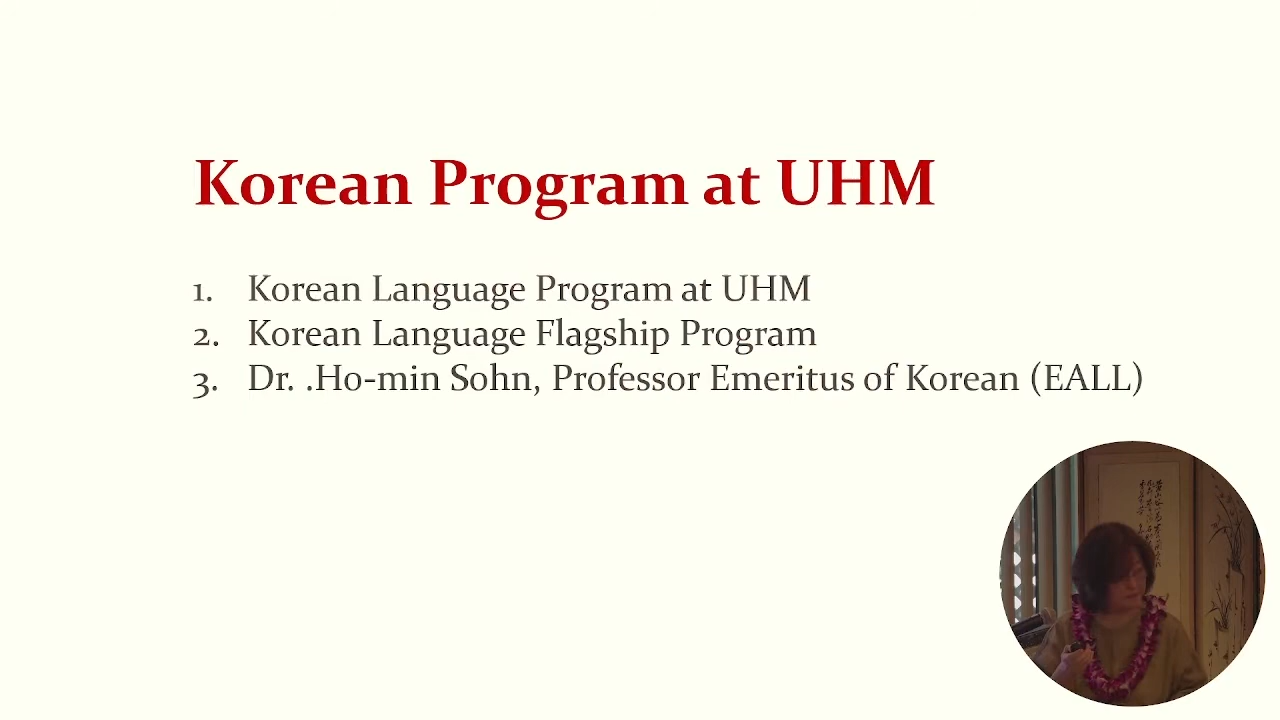 Korean Program at UHM
1. Korean Language Program at UHM
2. Korean Language Flagship Program
3. Dr. .Ho-min Sohn, Professor Emeritus of Korean (EALL)